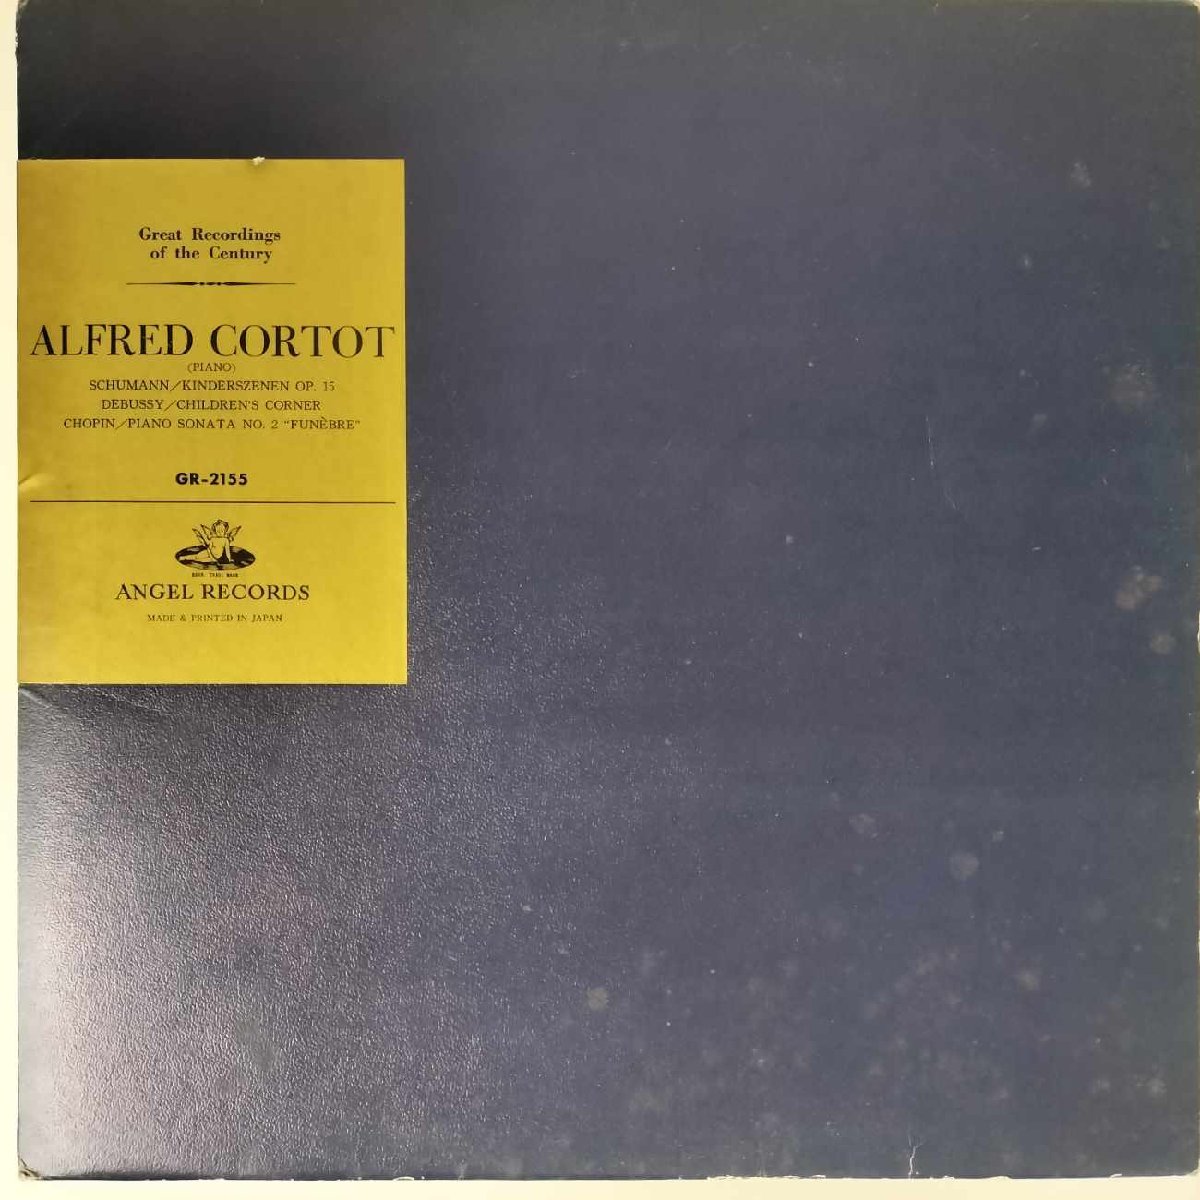 Great Recordings
of the Century
ALFRED CORTOT
(PIANO)
SCHUMANN/KINDERSZENEN OP. 15
DEBUSSY/CHILDREN'S CORNER
CHOPIN/PIANO SONATA NO. 2 "FUNÈBRE"
GR-2155
ANGEL RECORDS
MADE & PRINTED IN JAPAN